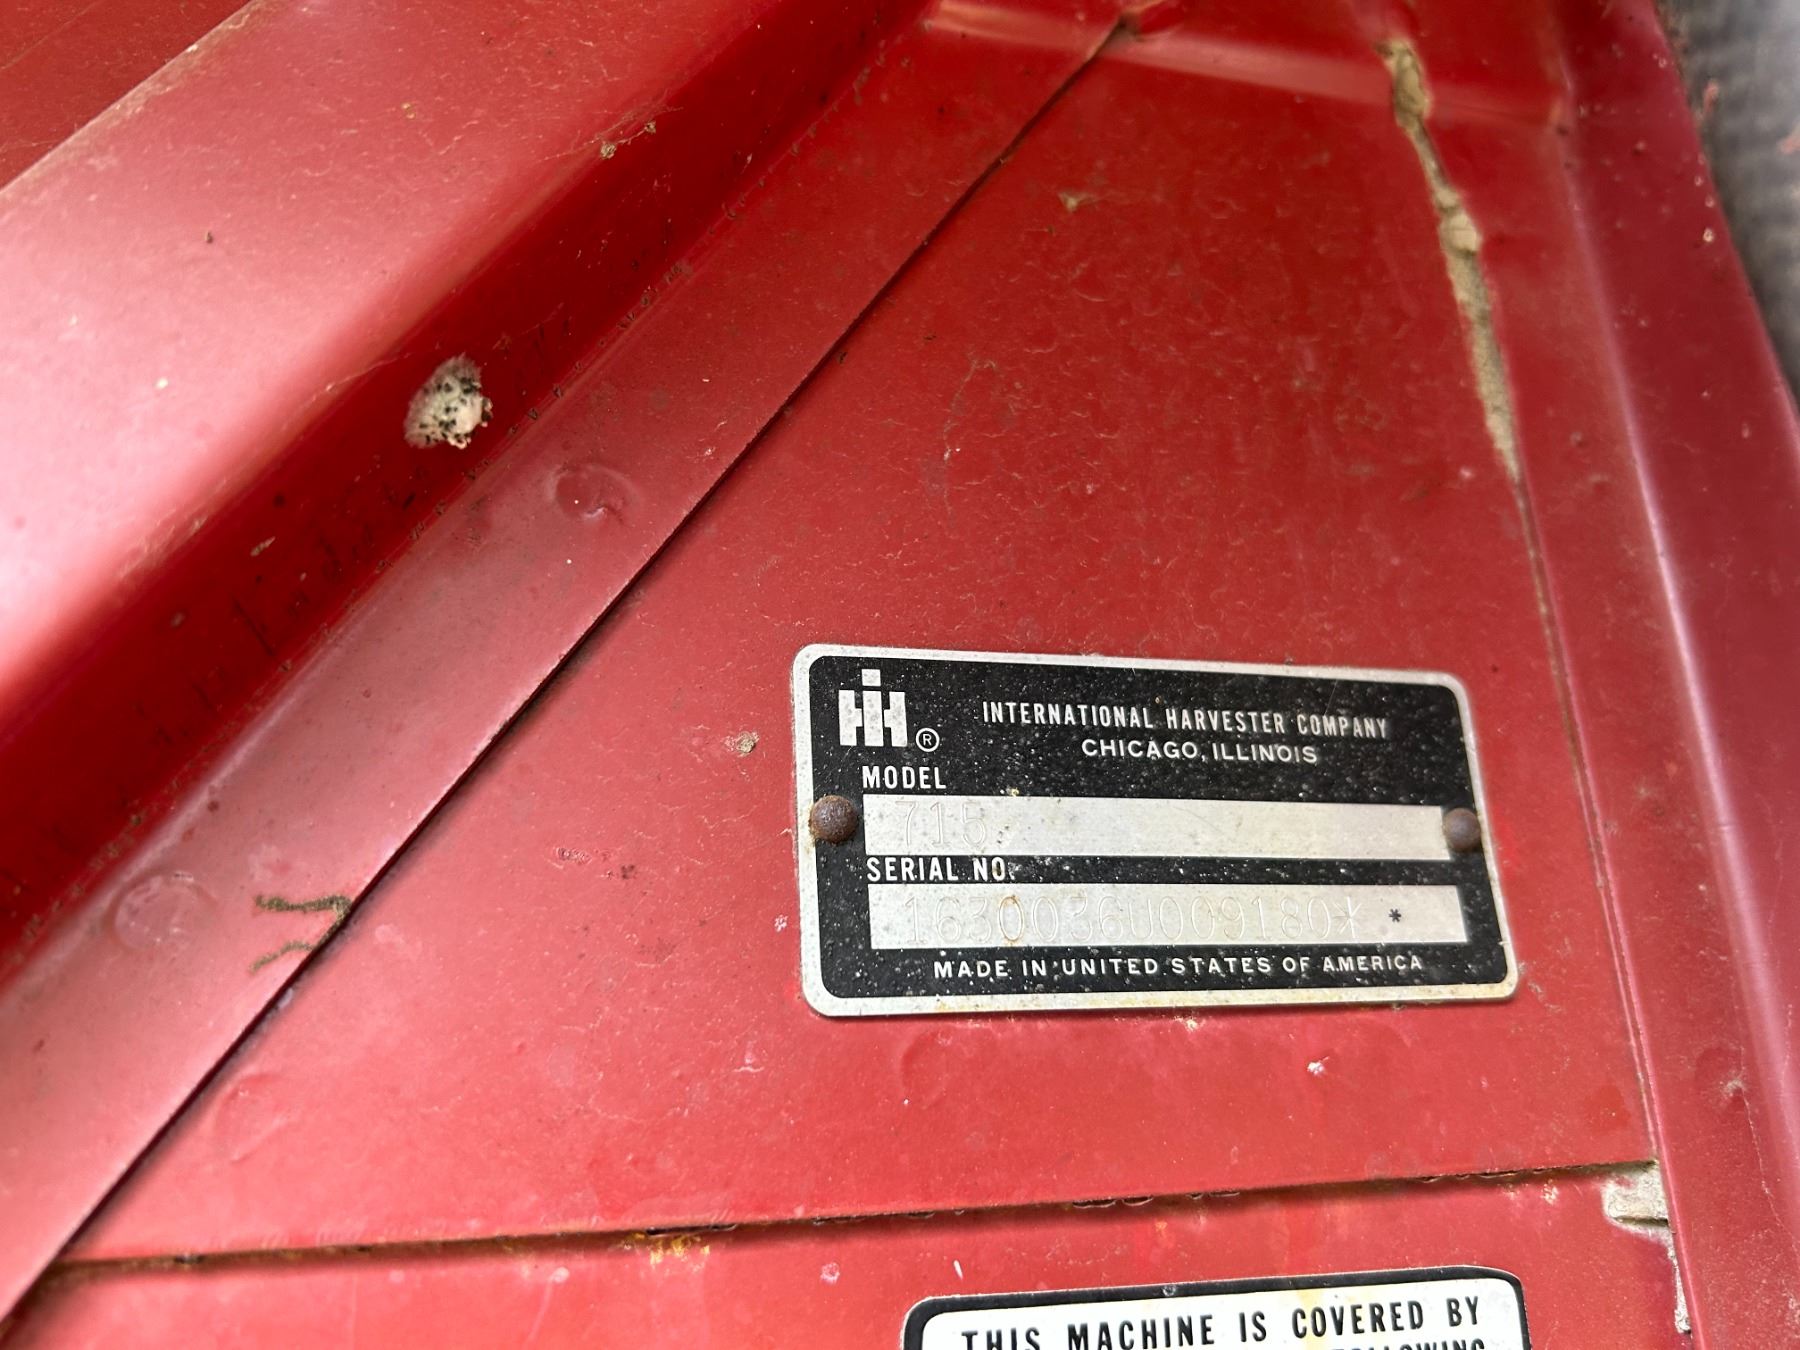 IH®
INTERNATIONAL HARVESTER COMPANY
CHICAGO, ILLINOIS
MODEL
715
SERIAL NO.
1630036U009180* *
MADE IN UNITED STATES OF AMERICA
THIS MACHINE IS COVERED BY
FOLLOWING